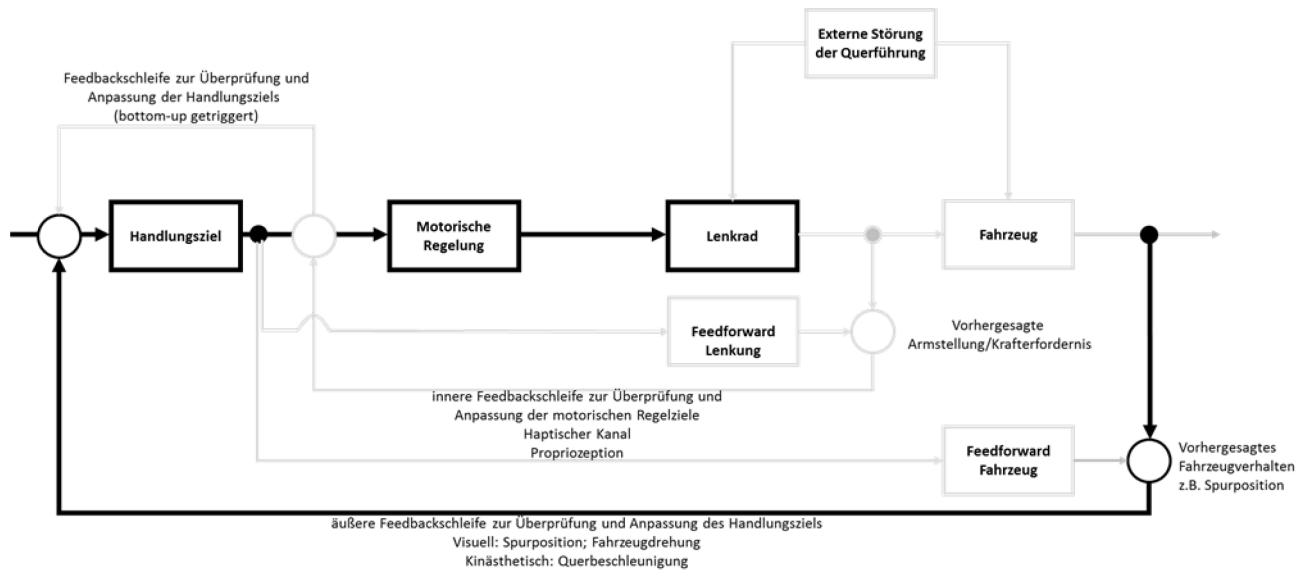 Externe Störung
der Querführung
Feedbackschleife zur Überprüfung und
Anpassung der Handlungsziels
(bottom-up getriggert)
Handlungsziel
Motorische
Regelung
Lenkrad
Fahrzeug
Feedforward
Lenkung
Vorhergesagte
Armstellung/Krafterfordernis
innere Feedbackschleife zur Überprüfung und
Anpassung der motorischen Regelziele
Haptischer Kanal
Propriozeption
Feedforward
Fahrzeug
Vorhergesagtes
Fahrzeugverhalten
z.B. Spurposition
äußere Feedbackschleife zur Überprüfung und Anpassung des Handlungsziels
Visuell: Spurposition; Fahrzeugdrehung
Kinästhetisch: Querbeschleunigung